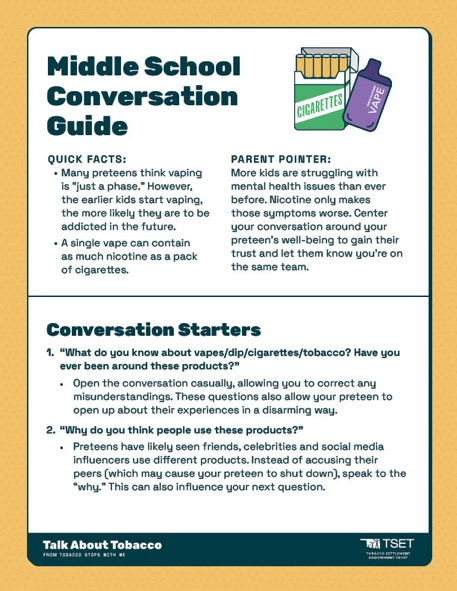 Middle School
Conversation
Guide
CIGARETTES
VAPE
QUICK FACTS:
• Many preteens think vaping
is “just a phase.” However,
the earlier kids start vaping,
the more likely they are to be
addicted in the future.
• A single vape can contain
as much nicotine as a pack
of cigarettes.
PARENT POINTER:
More kids are struggling with
mental health issues than ever
before. Nicotine only makes
those symptoms worse. Center
your conversation around your
preteen’s well-being to gain their
trust and let them know you’re on
the same team.
Conversation Starters
1. “What do you know about vapes/dip/cigarettes/tobacco? Have you
ever been around these products?”
• Open the conversation casually, allowing you to correct any
misunderstandings. These questions also allow your preteen to
open up about their experiences in a disarming way.
2. “Why do you think people use these products?”
• Preteens have likely seen friends, celebrities and social media
influencers use different products. Instead of accusing their
peers (which may cause your preteen to shut down), speak to the
“why.” This can also influence your next question.
Talk About Tobacco
FROM TOBACCO STOPS WITH ME
TSET
TOBACCO SETTLEMENT
ENDOWMENT TRUST